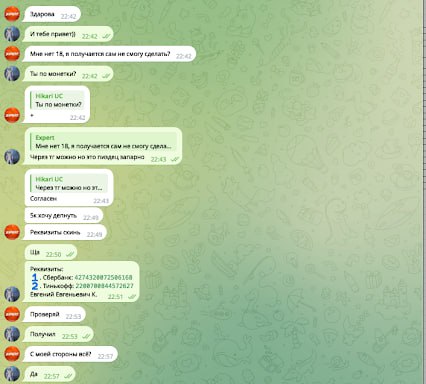 Здарова 22:42
И тебе привет)) 22:42
Мне нет 18, я получается сам не смогу сделать? 22:42
Ты по монетки? 22:42
Hikari UC
Ты по монетки?
+ 22:42
Expert
Мне нет 18, я получается сам не смогу сдела...
Через тг можно но это пиздец запарно 22:43
Hikari UC
Через тг можно но эт...
Согласен 22:43
5к хочу депнуть 22:49
Реквизиты скинь 22:49
Ща 22:50
Реквизиты:
1. Сбербанк: 4274320072506168
2. Тинькофф: 2200700844572627
Евгений Евгеньевич К. 22:51
Проверяй 22:53
Получил 22:53
С моей стороны всё? 22:57
Да 22:57